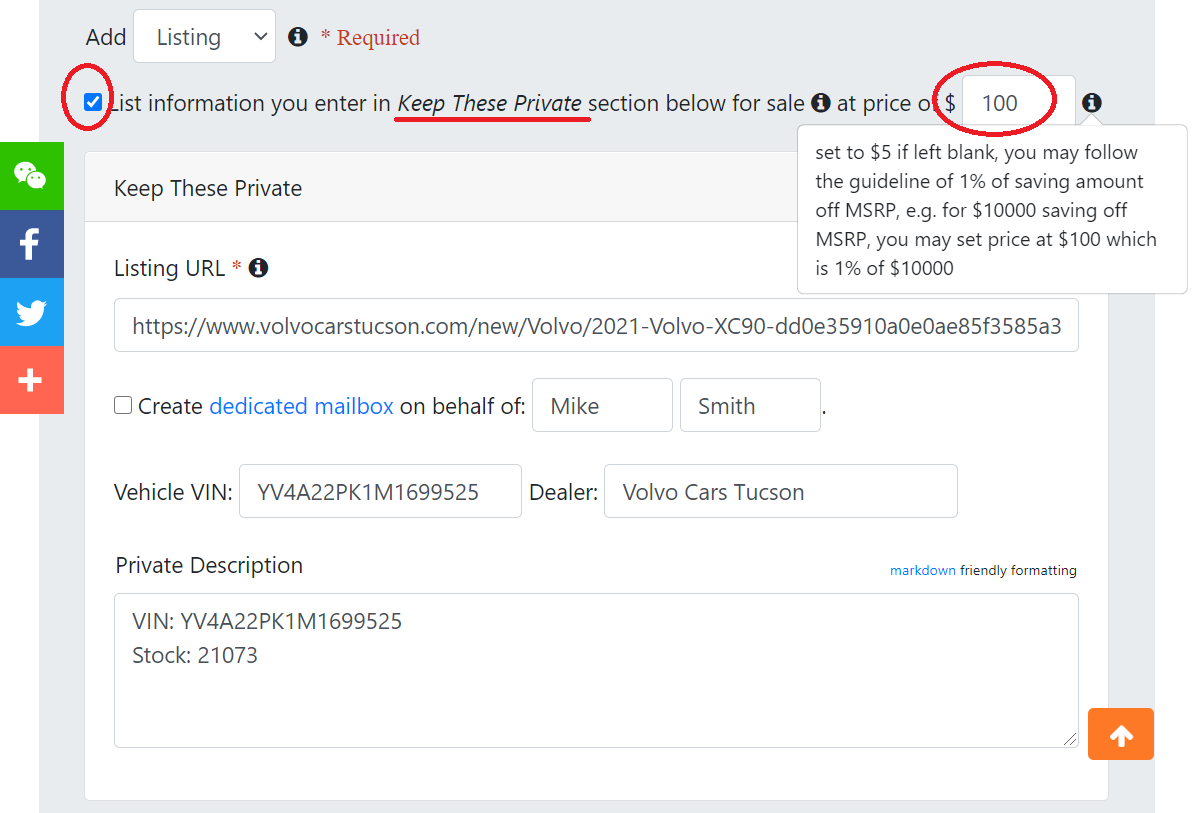 Add Listing * Required
List information you enter in Keep These Private section below for sale at price of $ 100
set to $5 if left blank, you may follow
the guideline of 1% of saving amount
off MSRP, e.g. for $10000 saving off
MSRP, you may set price at $100 which
is 1% of $10000
Keep These Private
Listing URL *
https://www.volvocarstucson.com/new/Volvo/2021-Volvo-XC90-dd0e35910a0e0ae85f3585a3
Create dedicated mailbox on behalf of: Mike Smith .
Vehicle VIN: YV4A22PK1M1699525 Dealer: Volvo Cars Tucson
Private Description
markdown friendly formatting
VIN: YV4A22PK1M1699525
Stock: 21073